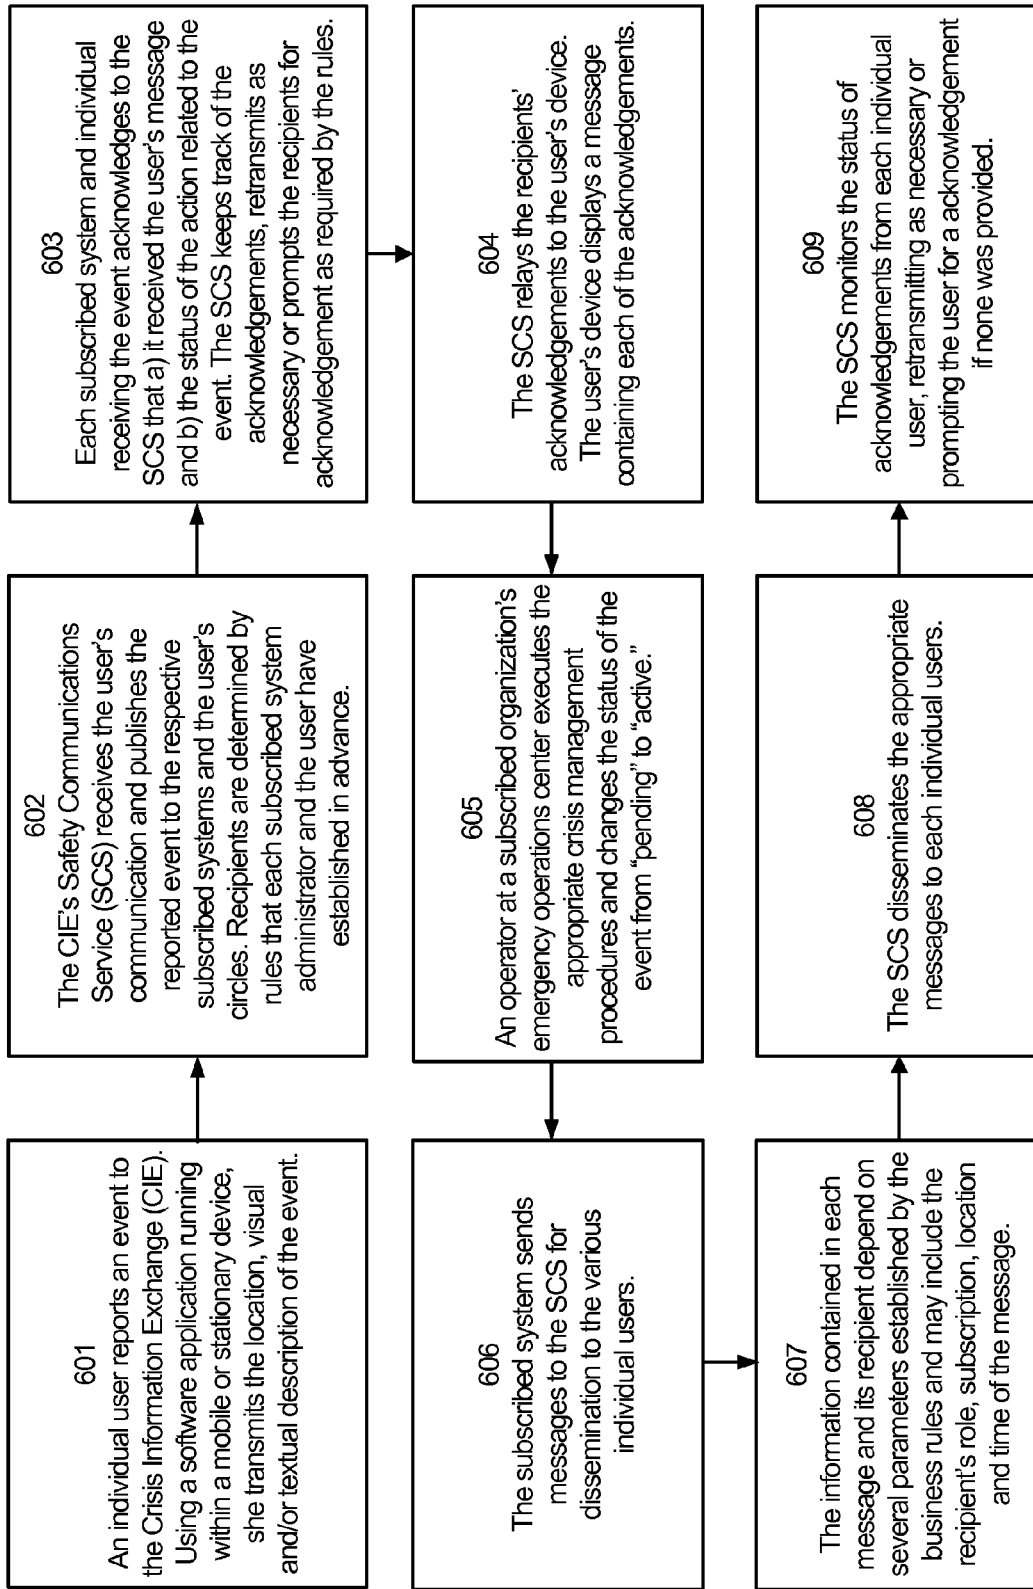 601
An individual user reports an event to
the Crisis Information Exchange (CIE).
Using a software application running
within a mobile or stationary device,
she transmits the location, visual
and/or textual description of the event.
602
The CIE's Safety Communications
Service (SCS) receives the user's
communication and publishes the
reported event to the respective
subscribed systems and the user's
circles. Recipients are determined by
rules that each subscribed system
administrator and the user have
established in advance.
603
Each subscribed system and individual
receiving the event acknowledges to the
SCS that a) it received the user's message
and b) the status of the action related to the
event. The SCS keeps track of the
acknowledgements, retransmits as
necessary or prompts the recipients for
acknowledgement as required by the rules.
604
The SCS relays the recipients'
acknowledgements to the user's device.
The user's device displays a message
containing each of the acknowledgements.
605
An operator at a subscribed organization's
emergency operations center executes the
appropriate crisis management
procedures and changes the status of the
event from “pending” to “active.”
606
The subscribed system sends
messages to the SCS for
dissemination to the various
individual users.
607
The information contained in each
message and its recipient depend on
several parameters established by the
business rules and may include the
recipient's role, subscription, location
and time of the message.
608
The SCS disseminates the appropriate
messages to each individual users.
609
The SCS monitors the status of
acknowledgements from each individual
user, retransmitting as necessary or
prompting the user for a acknowledgement
if none was provided.